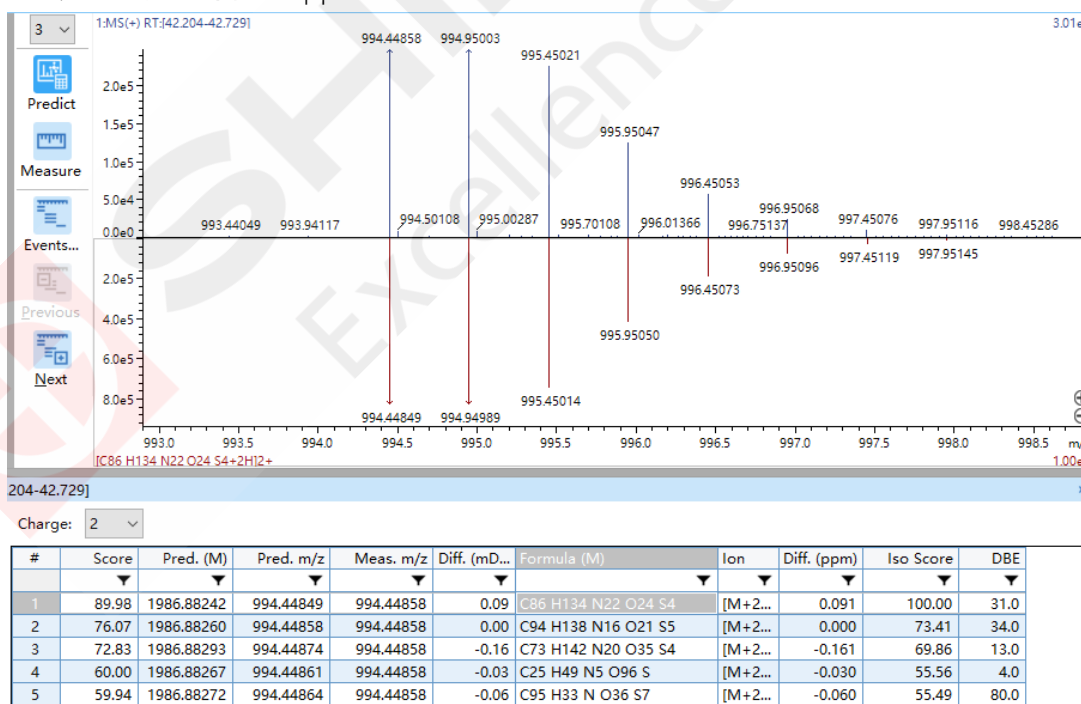 3
Predict
Measure
Events...
Previous
Next
1:MS(+) RT:[42.204-42.729]
994.44858 994.95003
995.45021
995.95047
996.45053
993.44049 993.94117 994.50108 995.00287 995.70108 996.01366 996.75137 996.95068 997.45076 997.95116 998.45286
2.0e5
1.5e5
1.0e5
5.0e4
0.0e0
2.0e5
4.0e5
6.0e5
8.0e5
996.95096 997.45119 997.95145
996.45073
995.95050
995.45014
994.44849 994.94989
993.0 993.5 994.0 994.5 995.0 995.5 996.0 996.5 997.0 997.5 998.0 998.5
[C86 H134 N22 O24 S4+2H]2+
204-42.729]
Charge: 2
# Score Pred. (M) Pred. m/z Meas. m/z Diff. (mD... Formula (M) Ion Diff. (ppm) Iso Score DBE
1 89.98 1986.88242 994.44849 994.44858 0.09 C86 H134 N22 O24 S4 [M+2... 0.091 100.00 31.0
2 76.07 1986.88260 994.44858 994.44858 0.00 C94 H138 N16 O21 S5 [M+2... 0.000 73.41 34.0
3 72.83 1986.88293 994.44874 994.44858 -0.16 C73 H142 N20 O35 S4 [M+2... -0.161 69.86 13.0
4 60.00 1986.88267 994.44861 994.44858 -0.03 C25 H49 N5 O96 S [M+2... -0.030 55.56 4.0
5 59.94 1986.88272 994.44864 994.44858 -0.06 C95 H33 N O36 S7 [M+2... -0.060 55.49 80.0